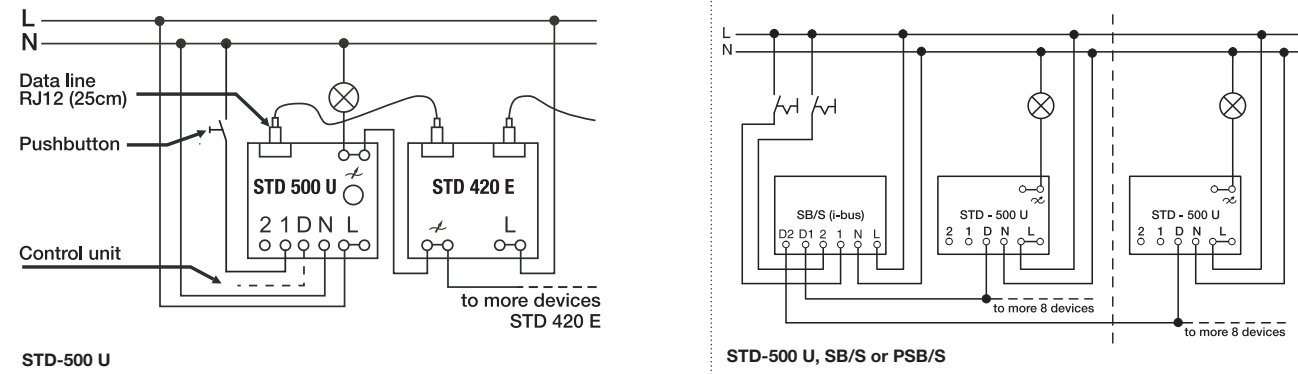 L
N
Data line
RJ12 (25cm)
Pushbutton
STD 500 U
STD 420 E
2 1 D N L
L
Control unit
to more devices
STD 420 E
STD-500 U
L
N
SB/S (i-bus)
D2 D1 2 1 N L
STD - 500 U
2 1 D N L
to more 8 devices
STD - 500 U
2 1 D N L
to more 8 devices
STD-500 U, SB/S or PSB/S